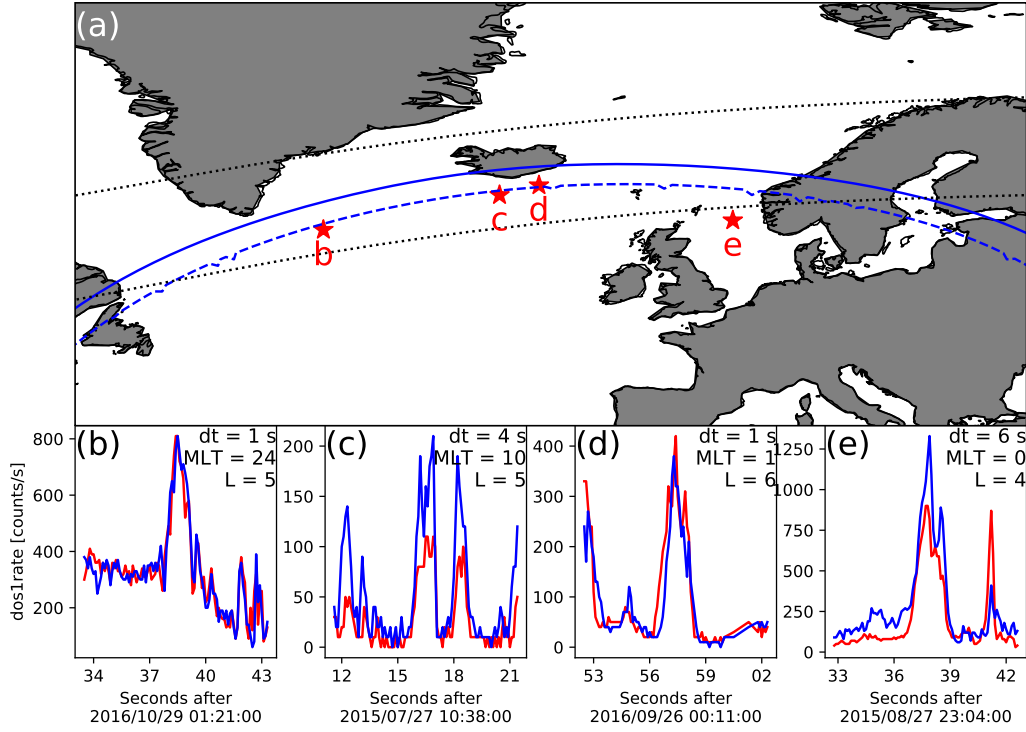 (a)
b
c
d
e
(b)
dt = 1 s
MLT = 24
L = 5
(c)
dt = 4 s
MLT = 10
L = 5
(d)
dt = 1 s
MLT = 1
L = 6
(e)
dt = 6 s
MLT = 0
L = 4
dos1rate [counts/s]
800
600
400
200
34 37 40 43
Seconds after
2016/10/29 01:21:00
200
150
100
50
0
12 15 18 21
Seconds after
2015/07/27 10:38:00
400
300
200
100
0
53 56 59 02
Seconds after
2016/09/26 00:11:00
1250
1000
750
500
250
0
33 36 39 42
Seconds after
2015/08/27 23:04:00